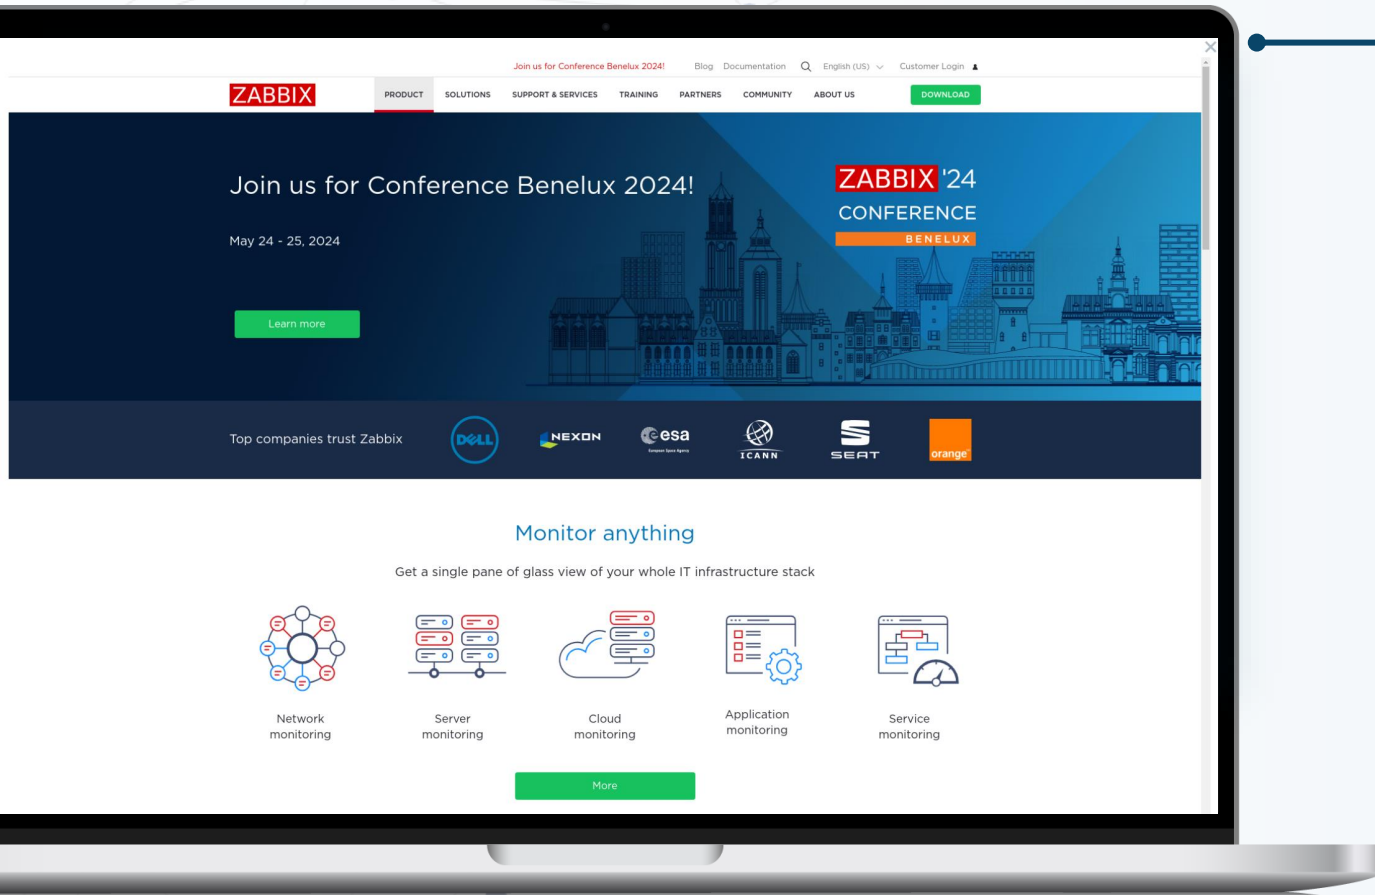 Join us for Conference Benelux 2024! Blog Documentation English (US) Customer Login
ZABBIX PRODUCT SOLUTIONS SUPPORT & SERVICES TRAINING PARTNERS COMMUNITY ABOUT US DOWNLOAD
Join us for Conference Benelux 2024!
May 24 - 25, 2024
Learn more
ZABBIX '24
CONFERENCE
BENELUX
Top companies trust Zabbix
DELL
NEXON
esa
European Space Agency
ICANN
SEAT
orange
Monitor anything
Get a single pane of glass view of your whole IT infrastructure stack
Network
monitoring
Server
monitoring
Cloud
monitoring
Application
monitoring
Service
monitoring
More